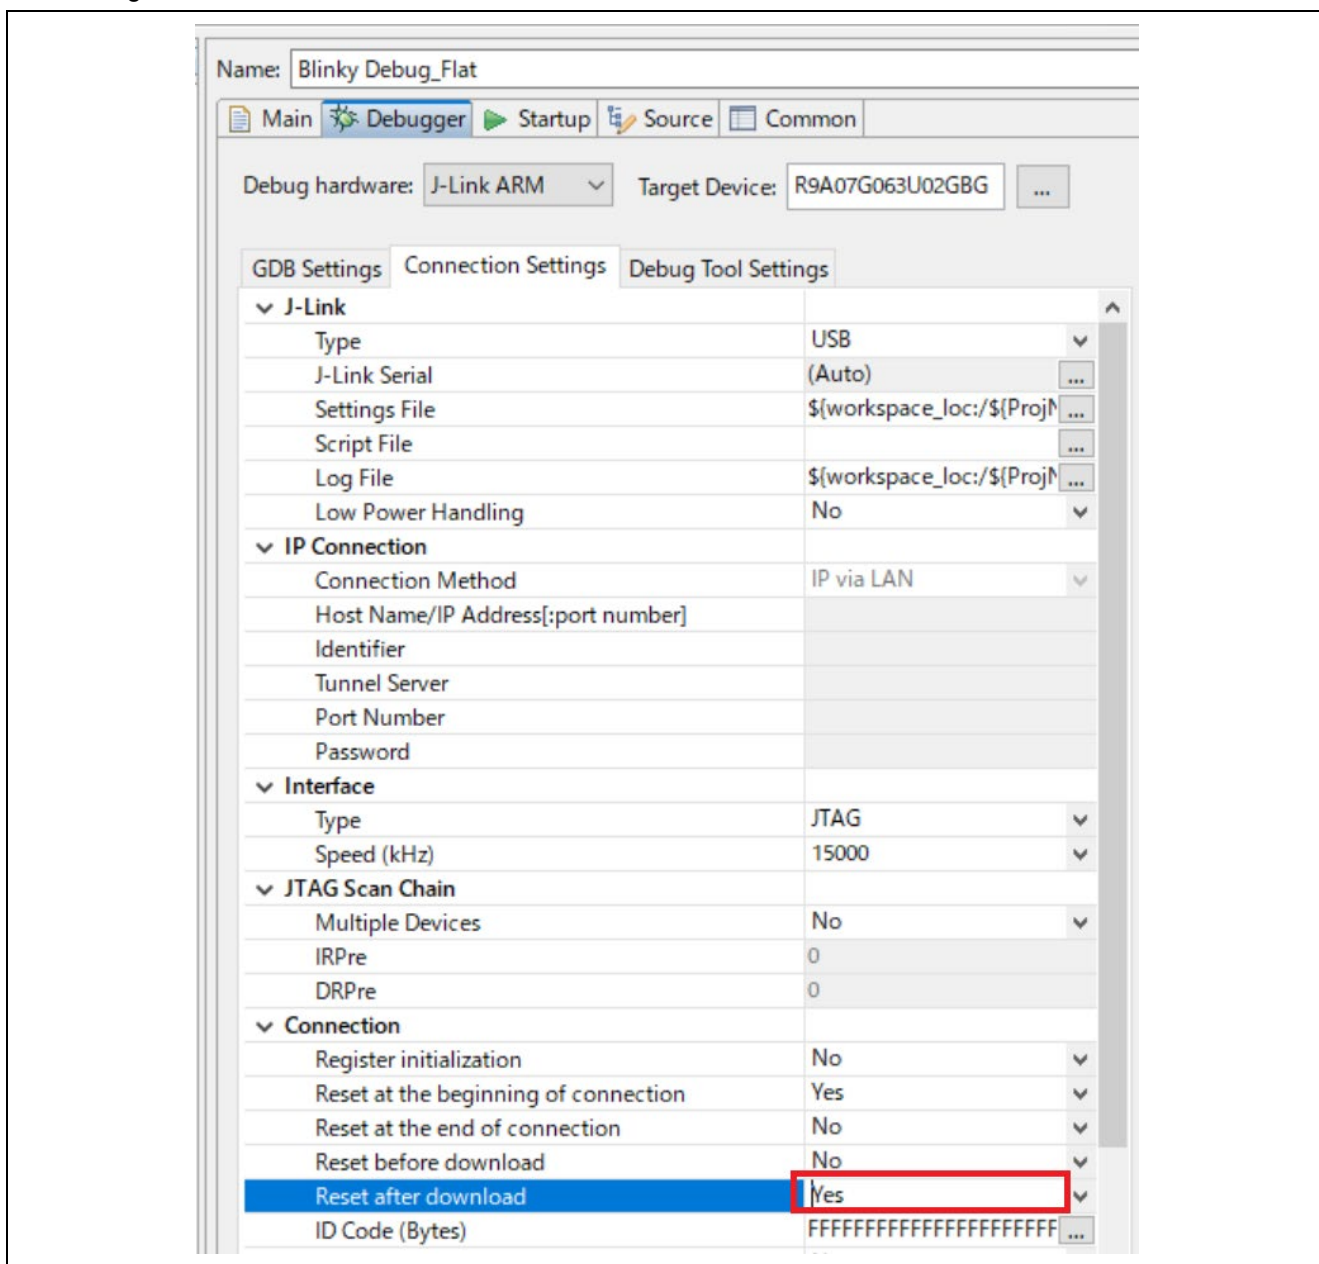 Name: Blinky Debug_Flat
Main Debugger Startup Source Common
Debug hardware: J-Link ARM Target Device: R9A07G063U02GBG ...
GDB Settings Connection Settings Debug Tool Settings
J-Link
Type USB
J-Link Serial (Auto) ...
Settings File ${workspace_loc:/${Proj ...
Script File ...
Log File ${workspace_loc:/${Proj ...
Low Power Handling No
IP Connection
Connection Method IP via LAN
Host Name/IP Address[:port number]
Identifier
Tunnel Server
Port Number
Password
Interface
Type JTAG
Speed (kHz) 15000
JTAG Scan Chain
Multiple Devices No
IRPre 0
DRPre 0
Connection
Register initialization No
Reset at the beginning of connection Yes
Reset at the end of connection No
Reset before download No
Reset after download Yes
ID Code (Bytes) FFFFFFFFFFFFFFFFFFFFFF ...